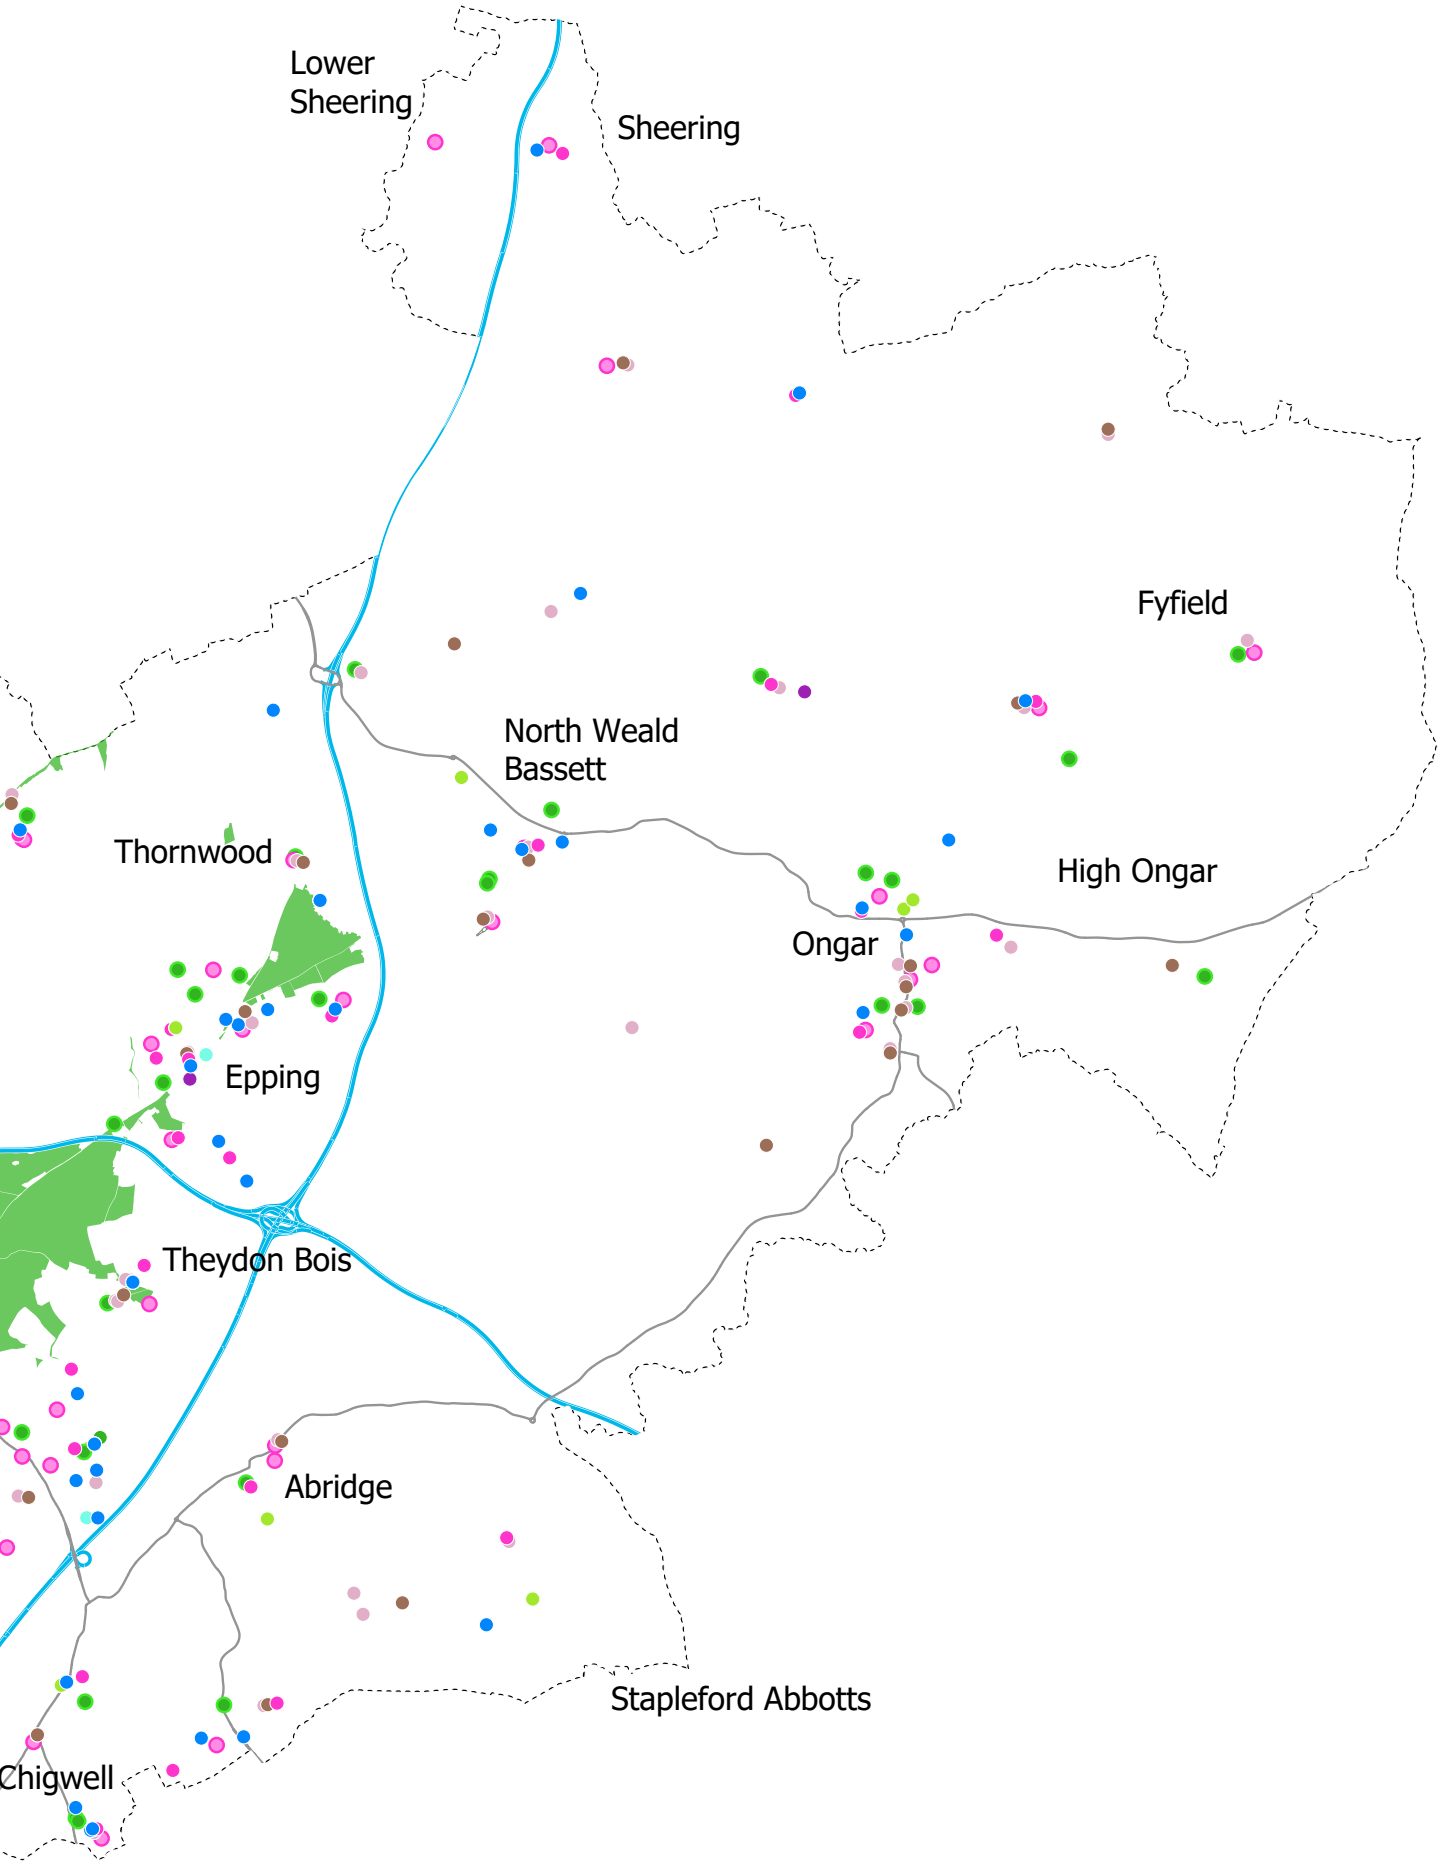 Lower
Sheering
Sheering
Fyfield
North Weald
Bassett
Thornwood
High Ongar
Ongar
Epping
Theydon Bois
Abridge
Stapleford Abbotts
Chigwell